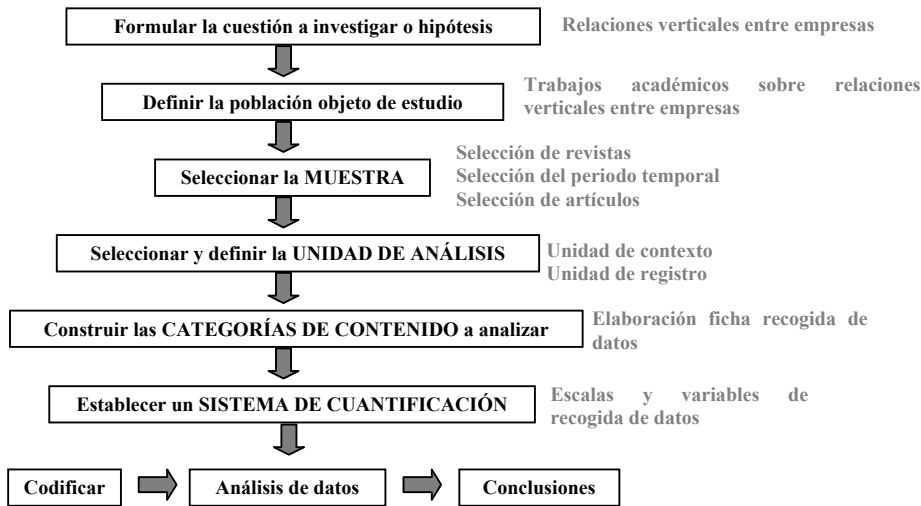 Formular la cuestión a investigar o hipótesis
Relaciones verticales entre empresas
Definir la población objeto de estudio
Trabajos académicos sobre relaciones
verticales entre empresas
Seleccionar la MUESTRA
Selección de revistas
Selección del periodo temporal
Selección de artículos
Seleccionar y definir la UNIDAD DE ANÁLISIS
Unidad de contexto
Unidad de registro
Construir las CATEGORÍAS DE CONTENIDO a analizar
Elaboración ficha recogida de
datos
Establecer un SISTEMA DE CUANTIFICACIÓN
Escalas y variables de
recogida de datos
Codificar
Análisis de datos
Conclusiones